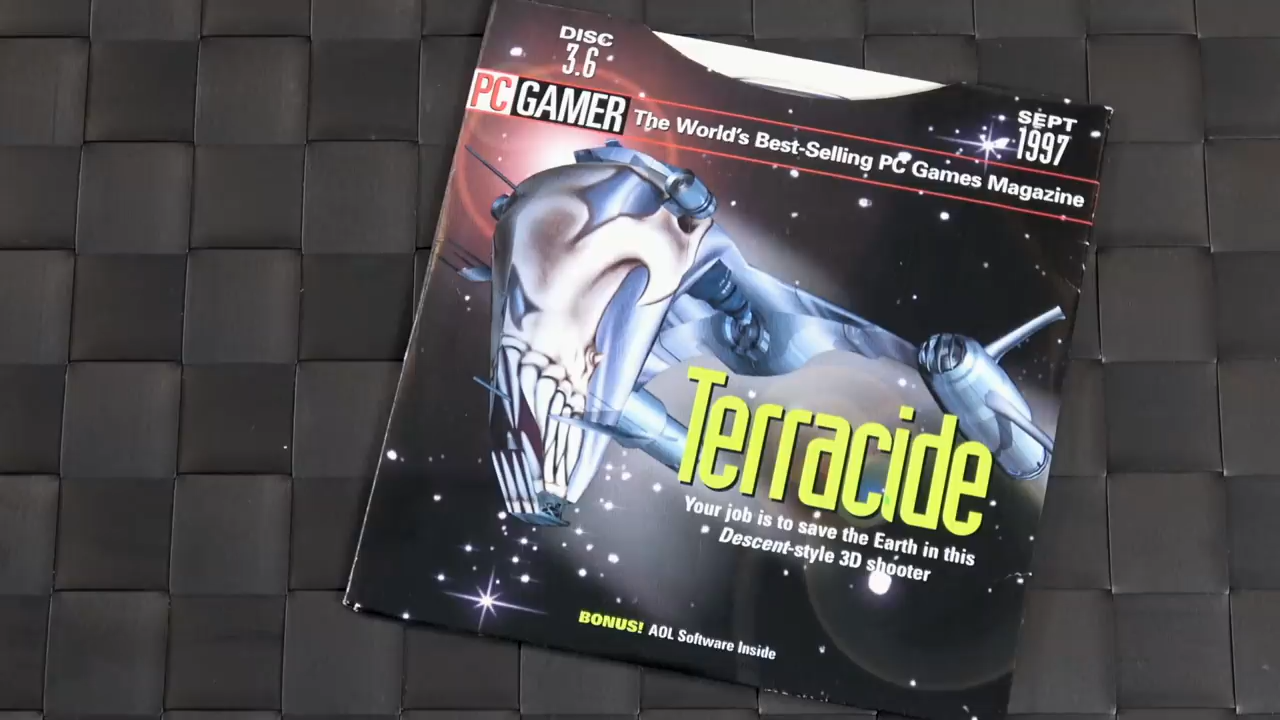 DISC
3.6
PC GAMER
The World's Best-Selling PC Games Magazine
SEPT
1997
Terracide
Your job is to save the Earth in this
Descent-style 3D shooter
BONUS! AOL Software Inside